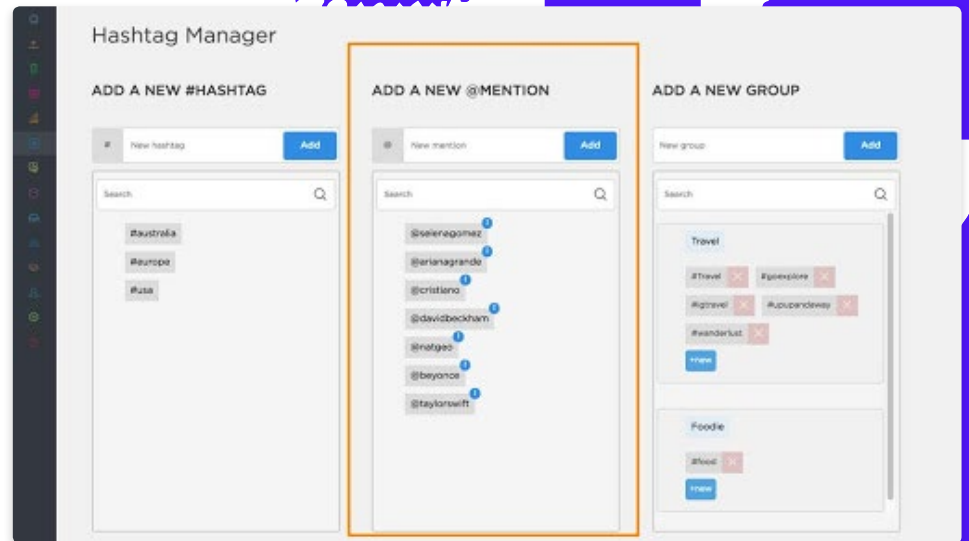 Hashtag Manager
ADD A NEW #HASHTAG
# New hashtag Add
Search
#australia
#europe
#usa
ADD A NEW @MENTION
@ New mention Add
Search
@selenagomez
@arianagrande
@cristiano
@davidbeckham
@natgeo
@beyonce
@taylorswift
ADD A NEW GROUP
New group Add
Search
Travel
#Travel #goexplore
#igtravel #upupandaway
#wanderlust
+new
Foodie
#food
+new